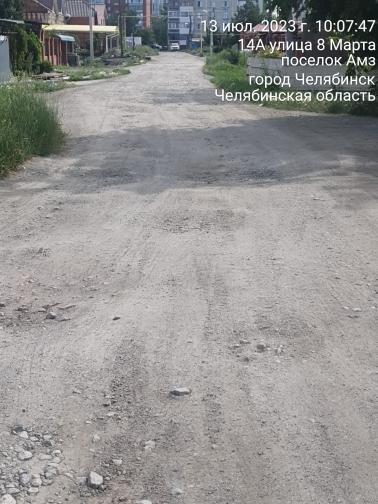 13 июл. 2023 г. 10:07:47
14А улица 8 Марта
поселок Амз
город Челябинск
Челябинская область